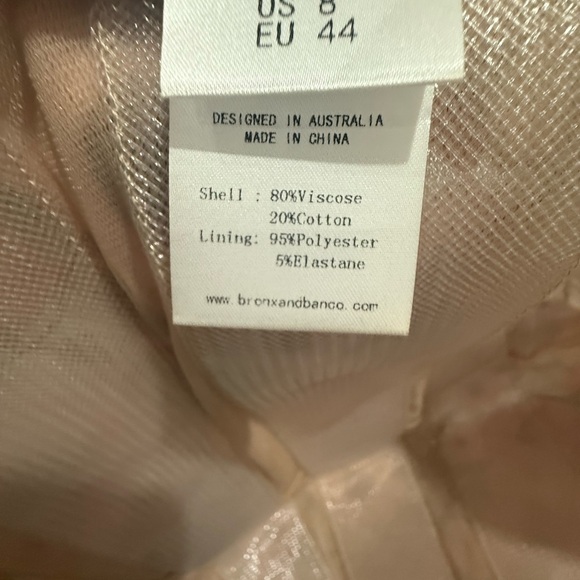 US 8
EU 44
DESIGNED IN AUSTRALIA
MADE IN CHINA
Shell : 80%Viscose
20%Cotton
Lining: 95%Polyester
5%Elastane
www.bronxandbanco.com